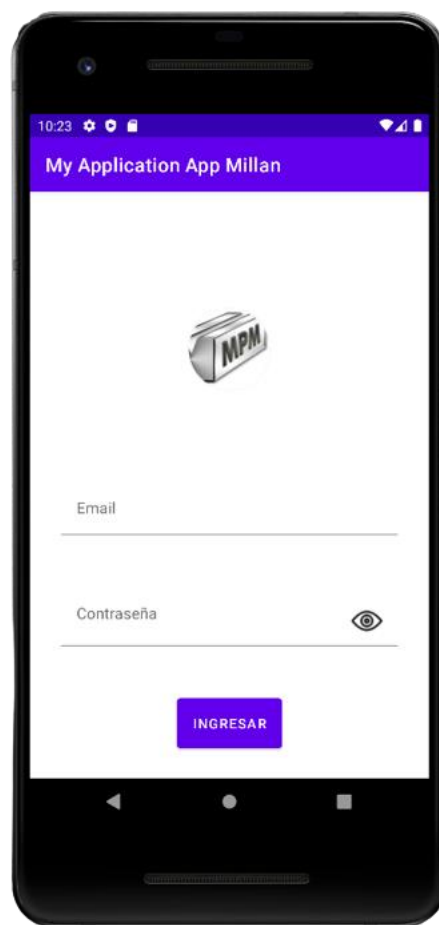 10:23
My Application App Millan
MPM
Email
Contraseña
INGRESAR